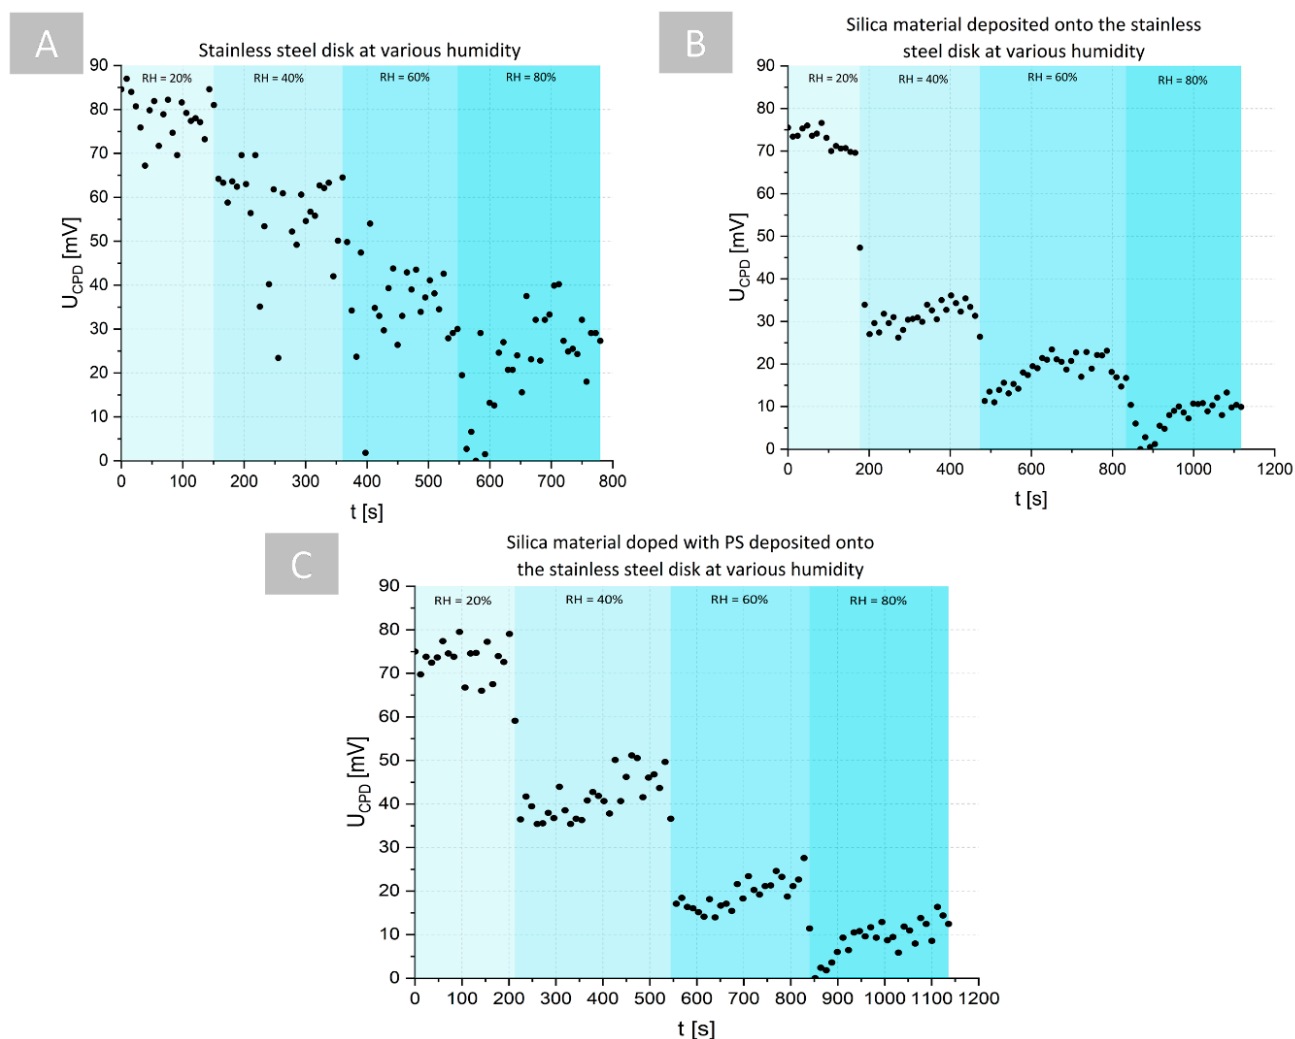 A
Stainless steel disk at various humidity
RH = 20%
RH = 40%
RH = 60%
RH = 80%
90
80
70
60
50
40
30
20
10
0
U_CPD [mV]
0 100 200 300 400 500 600 700 800
t [s]
B
Silica material deposited onto the stainless
steel disk at various humidity
RH = 20%
RH = 40%
RH = 60%
RH = 80%
90
80
70
60
50
40
30
20
10
0
U_CPD [mV]
0 200 400 600 800 1000 1200
t [s]
C
Silica material doped with PS deposited onto
the stainless steel disk at various humidity
RH = 20%
RH = 40%
RH = 60%
RH = 80%
90
80
70
60
50
40
30
20
10
0
U_CPD [mV]
0 100 200 300 400 500 600 700 800 900 1000 1100 1200
t [s]